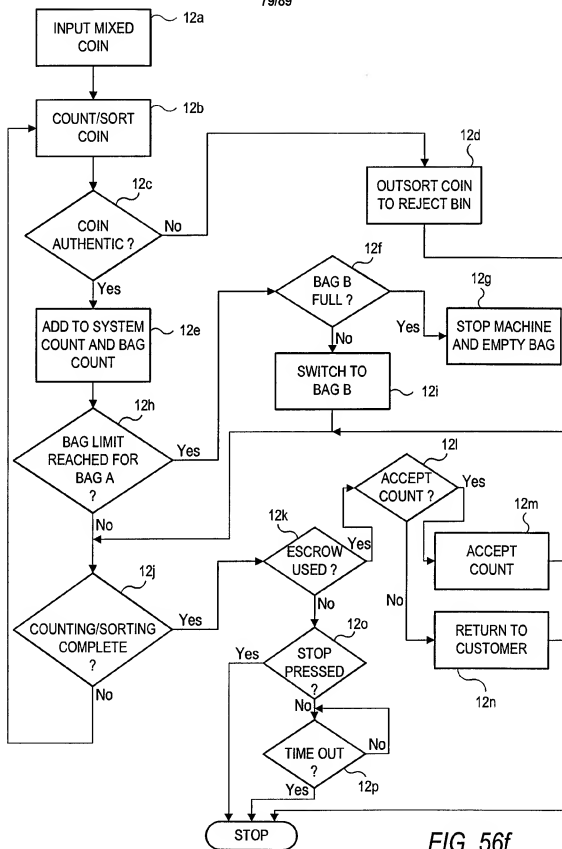 79/89
INPUT MIXED
COIN
12a
COUNT/SORT
COIN
12b
12c
COIN
AUTHENTIC ?
No
Yes
12d
OUTSORT COIN
TO REJECT BIN
ADD TO SYSTEM
COUNT AND BAG
COUNT
12e
12f
BAG B
FULL ?
Yes
No
12g
STOP MACHINE
AND EMPTY BAG
SWITCH TO
BAG B
12i
12h
BAG LIMIT
REACHED FOR
BAG A
?
Yes
No
12j
COUNTING/SORTING
COMPLETE
?
Yes
No
12k
ESCROW
USED ?
Yes
No
12l
ACCEPT
COUNT ?
Yes
No
12m
ACCEPT
COUNT
RETURN TO
CUSTOMER
12n
12o
STOP
PRESSED
?
Yes
No
TIME OUT
?
No
Yes
12p
STOP
FIG. 56f